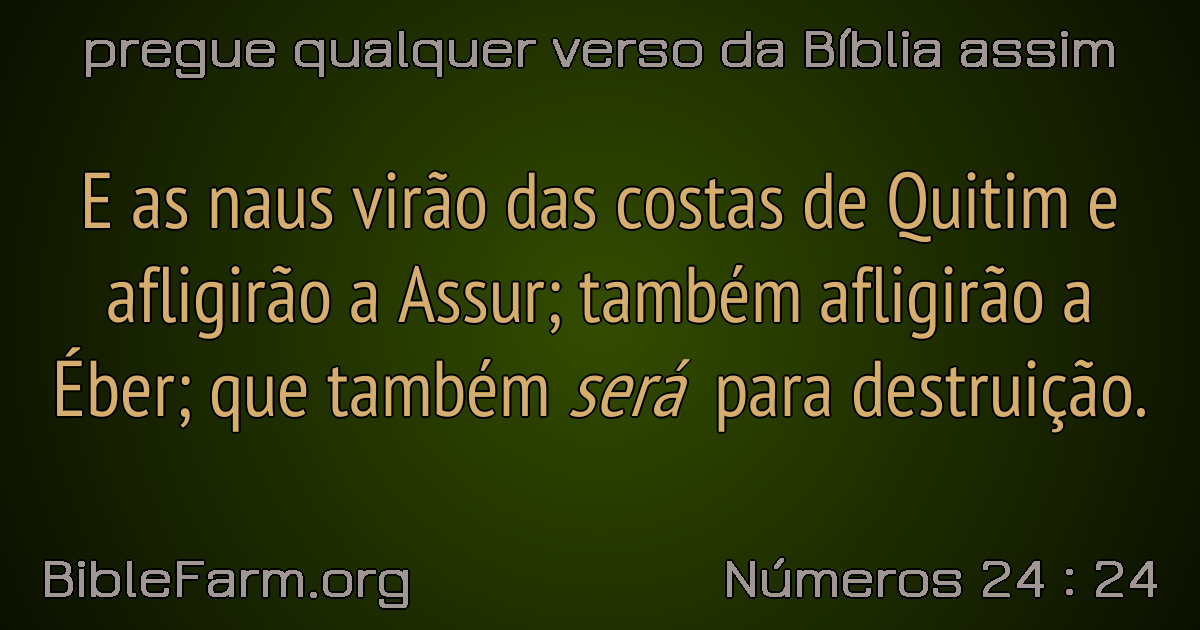 pregue qualquer verso da Bíblia assim
E as naus virão das costas de Quitim e
afligirão a Assur; também afligirão a
Éber; que também será para destruição.
BibleFarm.org
Números 24 : 24